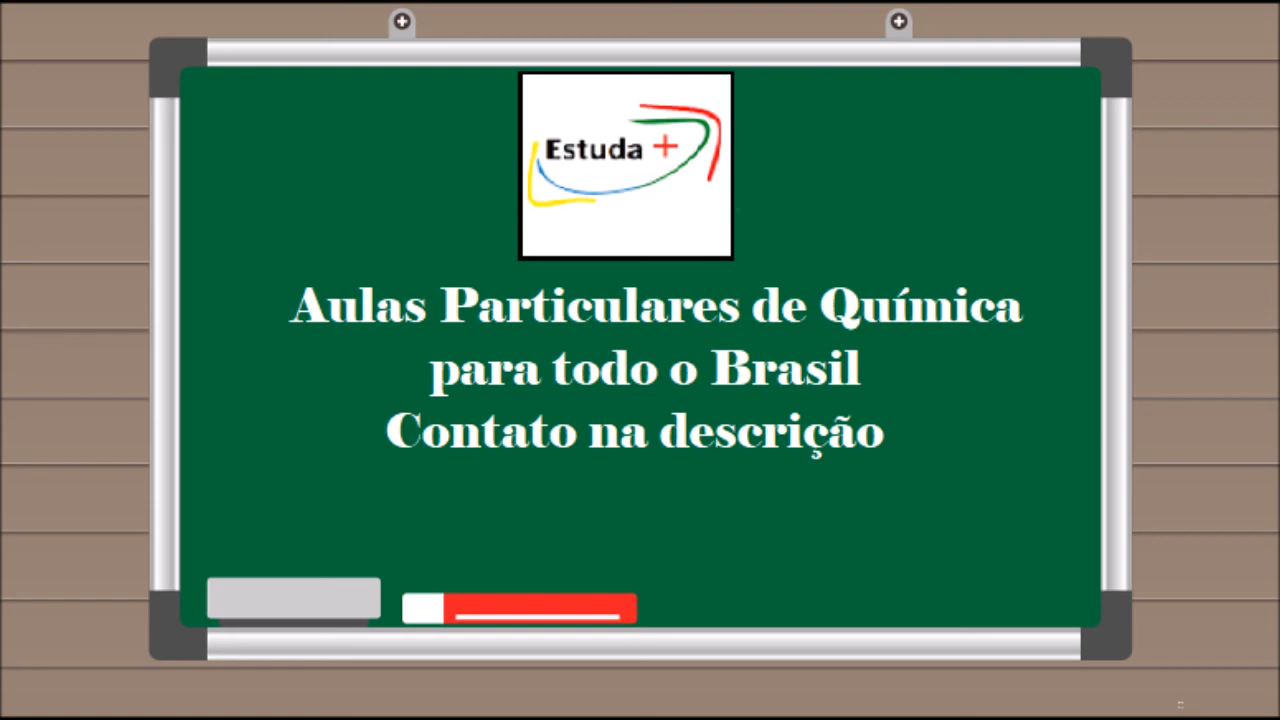 Estuda +
Aulas Particulares de Química
para todo o Brasil
Contato na descrição